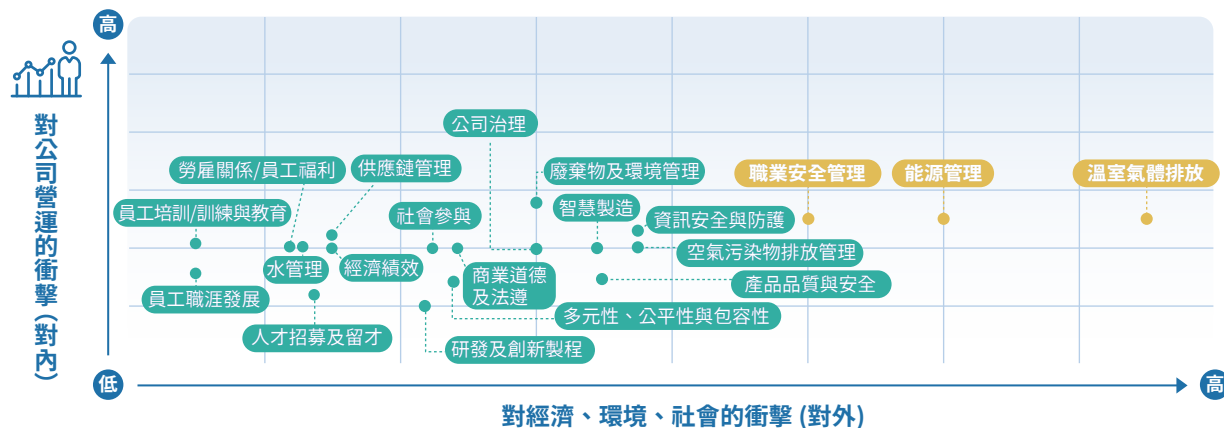 高
對公司營運的衝擊（對內）
公司治理
勞雇關係/員工福利
供應鏈管理
廢棄物及環境管理
職業安全管理
能源管理
溫室氣體排放
員工培訓/訓練與教育
社會參與
智慧製造
資訊安全與防護
水管理
經濟績效
商業道德
及法遵
空氣污染物排放管理
員工職涯發展
產品品質與安全
多元性、公平性與包容性
人才招募及留才
研發及創新製程
低
高
對經濟、環境、社會的衝擊 (對外)